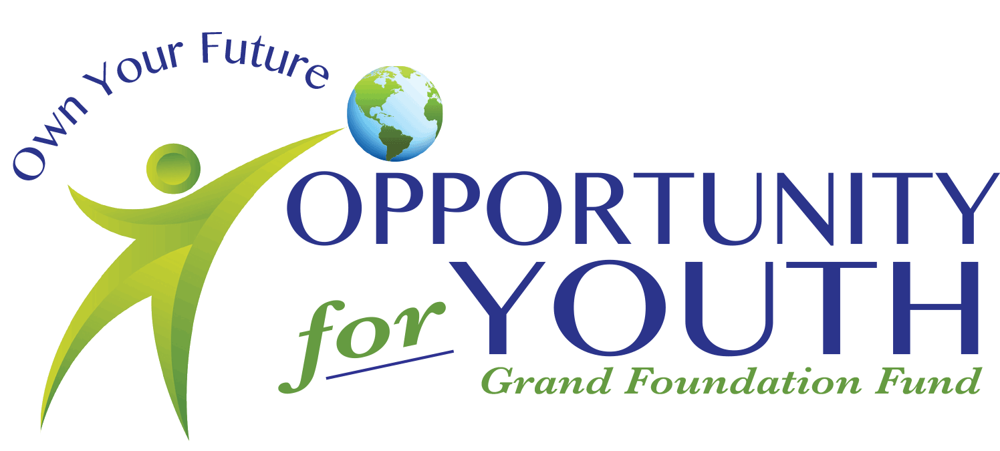 Own Your Future
OPPORTUNITY
for YOUTH
Grand Foundation Fund